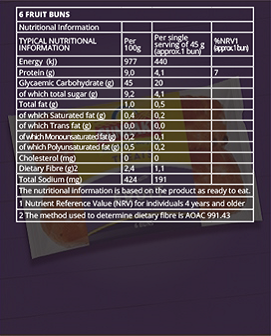 6 FRUIT BUNS
Nutritional Information
TYPICAL NUTRITIONAL INFORMATION Per 100g Per single serving of 45 g (approx.1 bun) %NRV1 (approx.1 bun)
Energy (kJ) 977 440
Protein (g) 9,0 4,1 7
Glycaemic Carbohydrate (g) 45 20
of which total sugar (g) 9,2 4,1
Total fat (g) 1,0 0,5
of which Saturated fat (g) 0,4 0,2
of which Trans fat (g) 0,0 0,0
of which Monounsaturated fat (g) 0,2 0,1
of which Polyunsaturated fat (g) 0,5 0,2
Cholesterol (mg) 0 0
Dietary Fibre (g)2 2,4 1,1
Total Sodium (mg) 424 191
The nutritional information is based on the product as ready to eat.
1 Nutrient Reference Value (NRV) for individuals 4 years and older
2 The method used to determine dietary fibre is AOAC 991.43